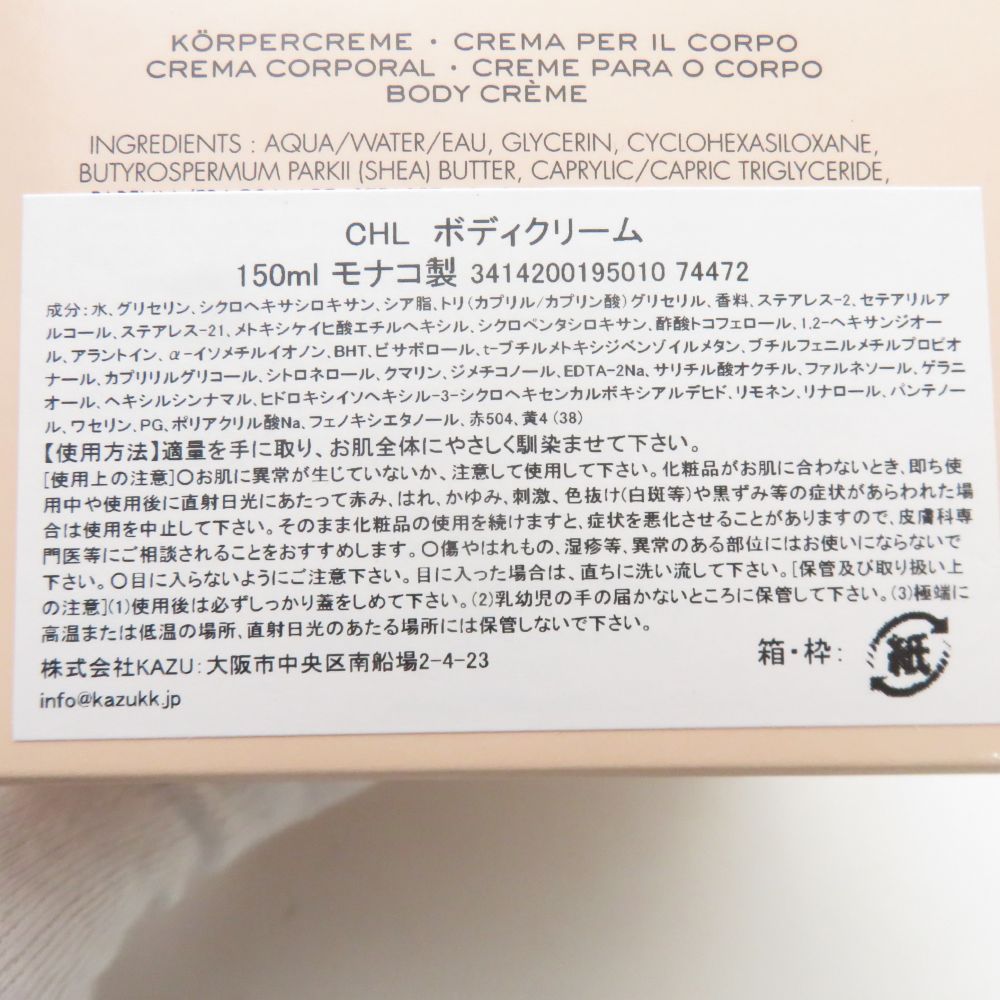 KÖRPERCREME · CREMA PER IL CORPO
CREMA CORPORAL · CREME PARA O CORPO
BODY CRÈME
INGREDIENTS : AQUA/WATER/EAU, GLYCERIN, CYCLOHEXASILOXANE,
BUTYROSPERMUM PARKII (SHEA) BUTTER, CAPRYLIC/CAPRIC TRIGLYCERIDE,
CHL ボディクリーム
150ml モナコ製 3414200195010 74472
成分:水、グリセリン、シクロヘキサシロキサン、シア脂、トリ(カプリル/カプリン酸)グリセリル、香料、ステアレス-2、セテアリルア
ルコール、ステアレス-21、メトキシケイヒ酸エチルヘキシル、シクロペンタシロキサン、酢酸トコフェロール、1.2-ヘキサンジオー
ル、アラントイン、α-イソメチルイオノン、BHT、ビサボロール、t-ブチルメトキシジベンゾイルメタン、ブチルフェニルメチルプロピオ
ナール、カプリリルグリコール、シトロネロール、クマリン、ジメチコノール、EDTA-2Na、サリチル酸オクチル、ファルネソール、ゲラニ
オール、ヘキシルシンナマル、ヒドロキシイソヘキシル-3-シクロヘキセンカルボキシアルデヒド、リモネン、リナロール、パンテノー
ル、ワセリン、PG、ポリアクリル酸Na、フェノキシエタノール、赤504、黄4 (38)
【使用方法】適量を手に取り、お肌全体にやさしく馴染ませて下さい。
[使用上の注意]○お肌に異常が生じていないか、注意して使用して下さい。化粧品がお肌に合わないとき、即ち使
用中や使用後に直射日光にあたって赤み、はれ、かゆみ、刺激、色抜け(白斑等)や黒ずみ等の症状があらわれた場
合は使用を中止して下さい。そのまま化粧品の使用を続けますと、症状を悪化させることがありますので、皮膚科専
門医等にご相談されることをおすすめします。○傷やはれもの、湿疹等、異常のある部位にはお使いにならないで
下さい。○目に入らないようにご注意下さい。目に入った場合は、直ちに洗い流して下さい。[保管及び取り扱い上
の注意](1)使用後は必ずしっかり蓋をしめて下さい。(2)乳幼児の手の届かないところに保管して下さい。(3)極端に
高温または低温の場所、直射日光のあたる場所には保管しないで下さい。
株式会社KAZU:大阪市中央区南船場2-4-23
箱・枠: 紙
info@kazukk.jp